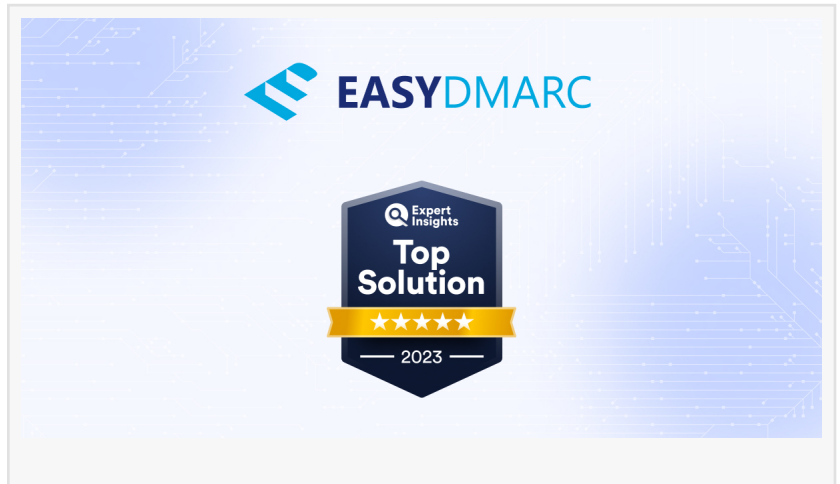 EASYDMARC
Expert
Insights
Top
Solution
2023